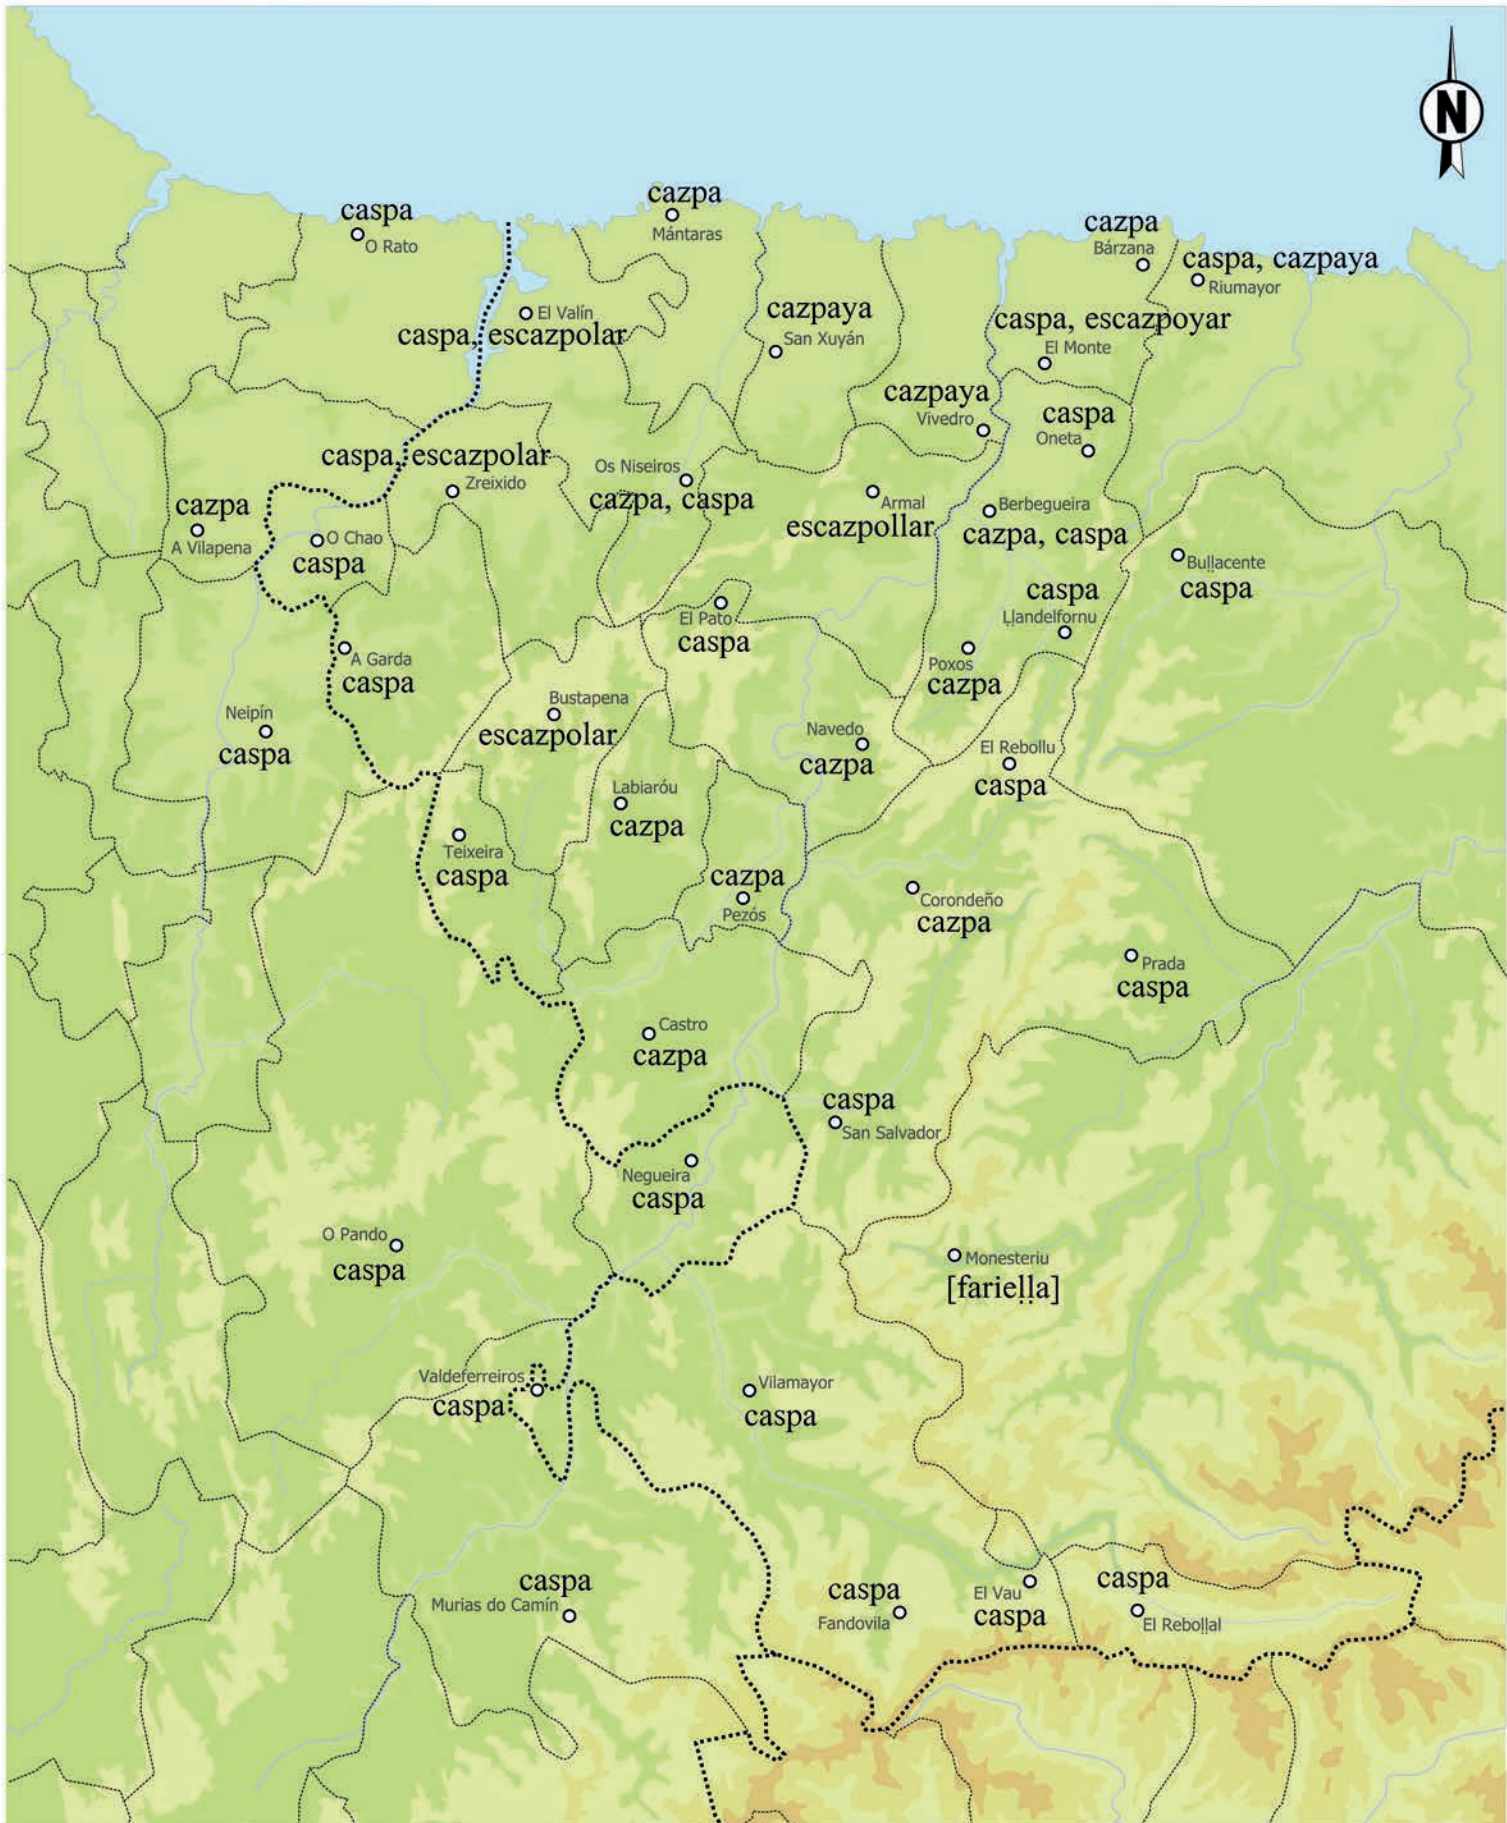 N
cazpa
Mántaras
caspa
O Rato
cazpa
Bárzana
caspa, cazpaya
Riumayor
El Valín
caspa, escazpolar
cazpaya
San Xuyán
caspa, escazpoyar
El Monte
cazpaya
Vivedro
caspa
Oneta
caspa, escazpolar
Zreixido
Os Niseiros
cazpa, caspa
Armal
escazpollar
Berbegueira
cazpa, caspa
cazpa
A Vilapena
O Chao
caspa
Buḷḷacente
caspa
caspa
Ḷḷandelfornu
El Pato
caspa
Poxos
cazpa
A Garda
caspa
Bustapena
escazpolar
Neipín
caspa
Navedo
cazpa
El Rebollu
caspa
Labiaróu
cazpa
Teixeira
caspa
cazpa
Pezós
Corondeño
cazpa
Prada
caspa
Castro
cazpa
caspa
San Salvador
Negueira
caspa
O Pando
caspa
Monesteriu
[farieḷḷa]
Valdeferreiros
caspa
Vilamayor
caspa
caspa
Murias do Camín
caspa
Fandovila
El Vau
caspa
caspa
El Reboḷḷal